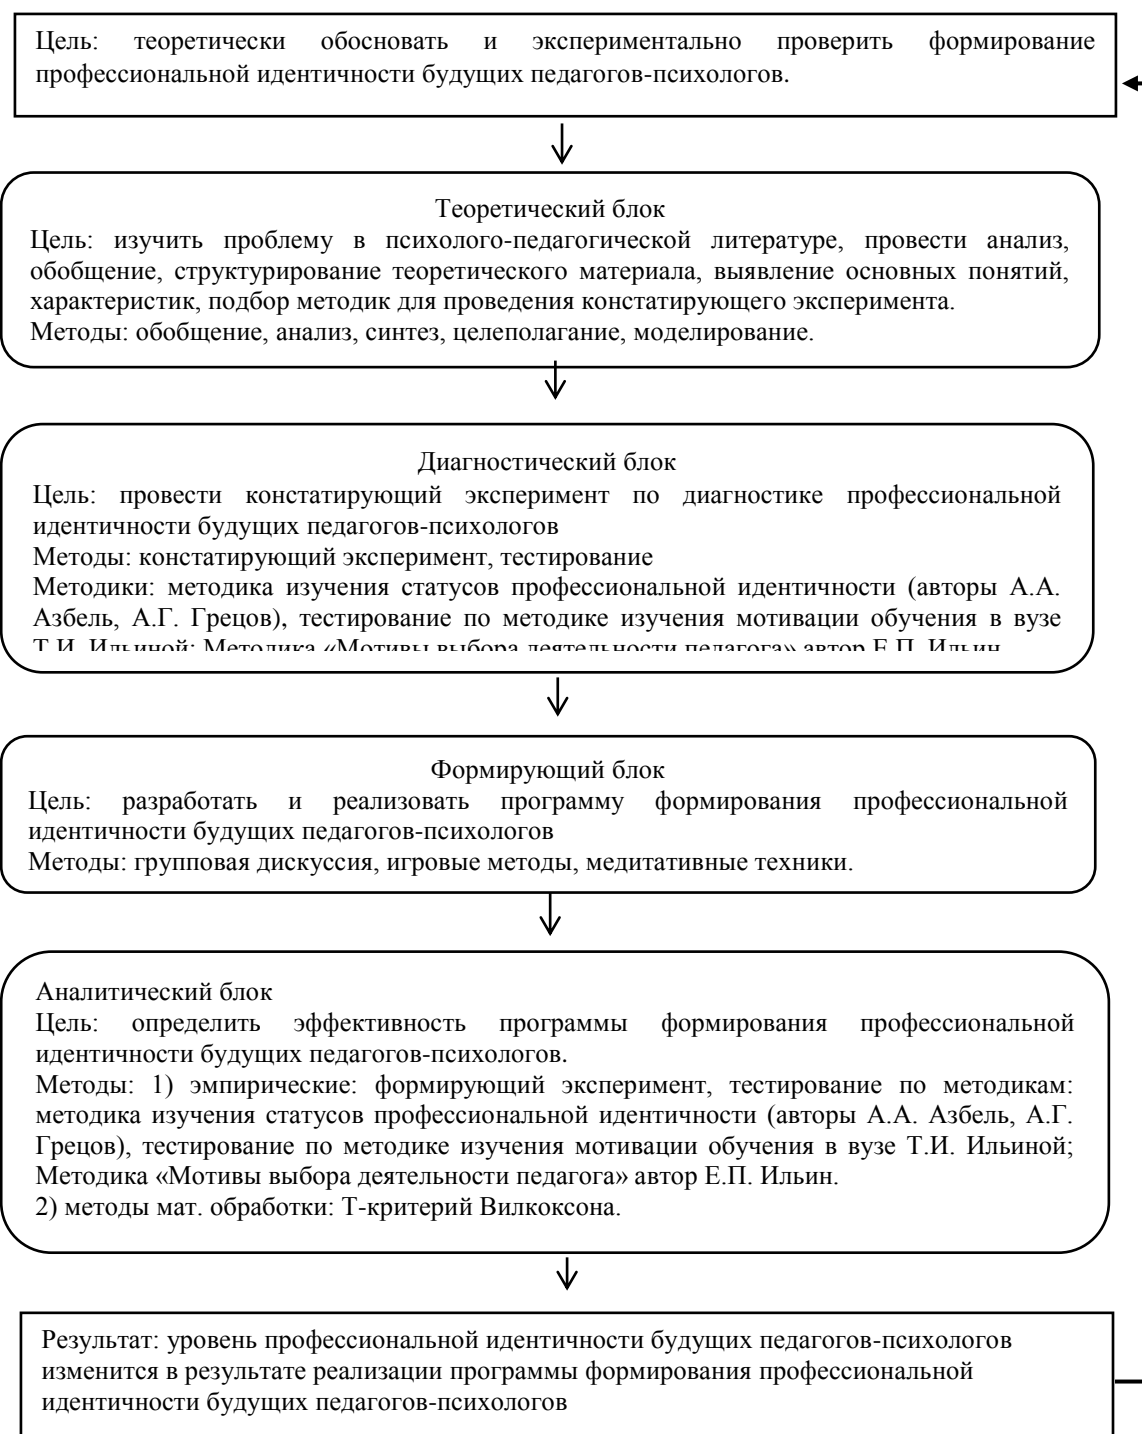 Цель: теоретически обосновать и экспериментально проверить формирование
профессиональной идентичности будущих педагогов-психологов.
Теоретический блок
Цель: изучить проблему в психолого-педагогической литературе, провести анализ,
обобщение, структурирование теоретического материала, выявление основных понятий,
характеристик, подбор методик для проведения констатирующего эксперимента.
Методы: обобщение, анализ, синтез, целеполагание, моделирование.
Диагностический блок
Цель: провести констатирующий эксперимент по диагностике профессиональной
идентичности будущих педагогов-психологов
Методы: констатирующий эксперимент, тестирование
Методики: методика изучения статусов профессиональной идентичности (авторы А.А.
Азбель, А.Г. Грецов), тестирование по методике изучения мотивации обучения в вузе
Т.И. Ильиной; Методика «Мотивы выбора деятельности педагога» автор Е.П. Ильин
Формирующий блок
Цель: разработать и реализовать программу формирования профессиональной
идентичности будущих педагогов-психологов
Методы: групповая дискуссия, игровые методы, медитативные техники.
Аналитический блок
Цель: определить эффективность программы формирования профессиональной
идентичности будущих педагогов-психологов.
Методы: 1) эмпирические: формирующий эксперимент, тестирование по методикам:
методика изучения статусов профессиональной идентичности (авторы А.А. Азбель, А.Г.
Грецов), тестирование по методике изучения мотивации обучения в вузе Т.И. Ильиной;
Методика «Мотивы выбора деятельности педагога» автор Е.П. Ильин.
2) методы мат. обработки: Т-критерий Вилкоксона.
Результат: уровень профессиональной идентичности будущих педагогов-психологов
изменится в результате реализации программы формирования профессиональной
идентичности будущих педагогов-психологов